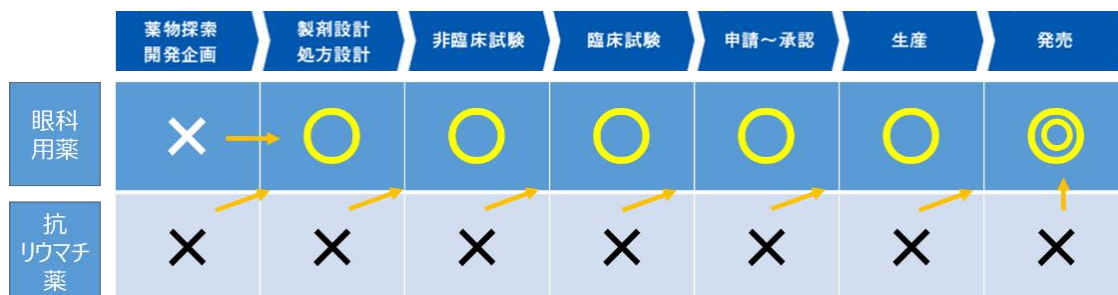 薬物探索
開発企画
製剤設計
処方設計
非臨床試験
臨床試験
申請～承認
生産
発売
眼科
用薬
× ○ ○ ○ ○ ○ ◎
抗
リウマチ
薬
× × × × × × ×